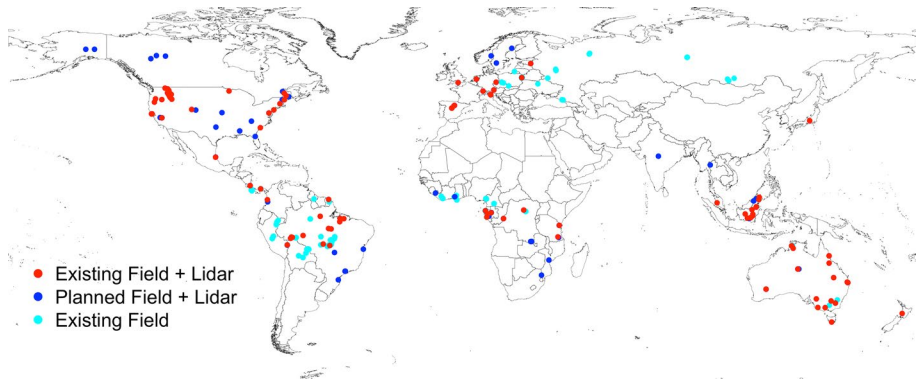 Existing Field + Lidar
Planned Field + Lidar
Existing Field